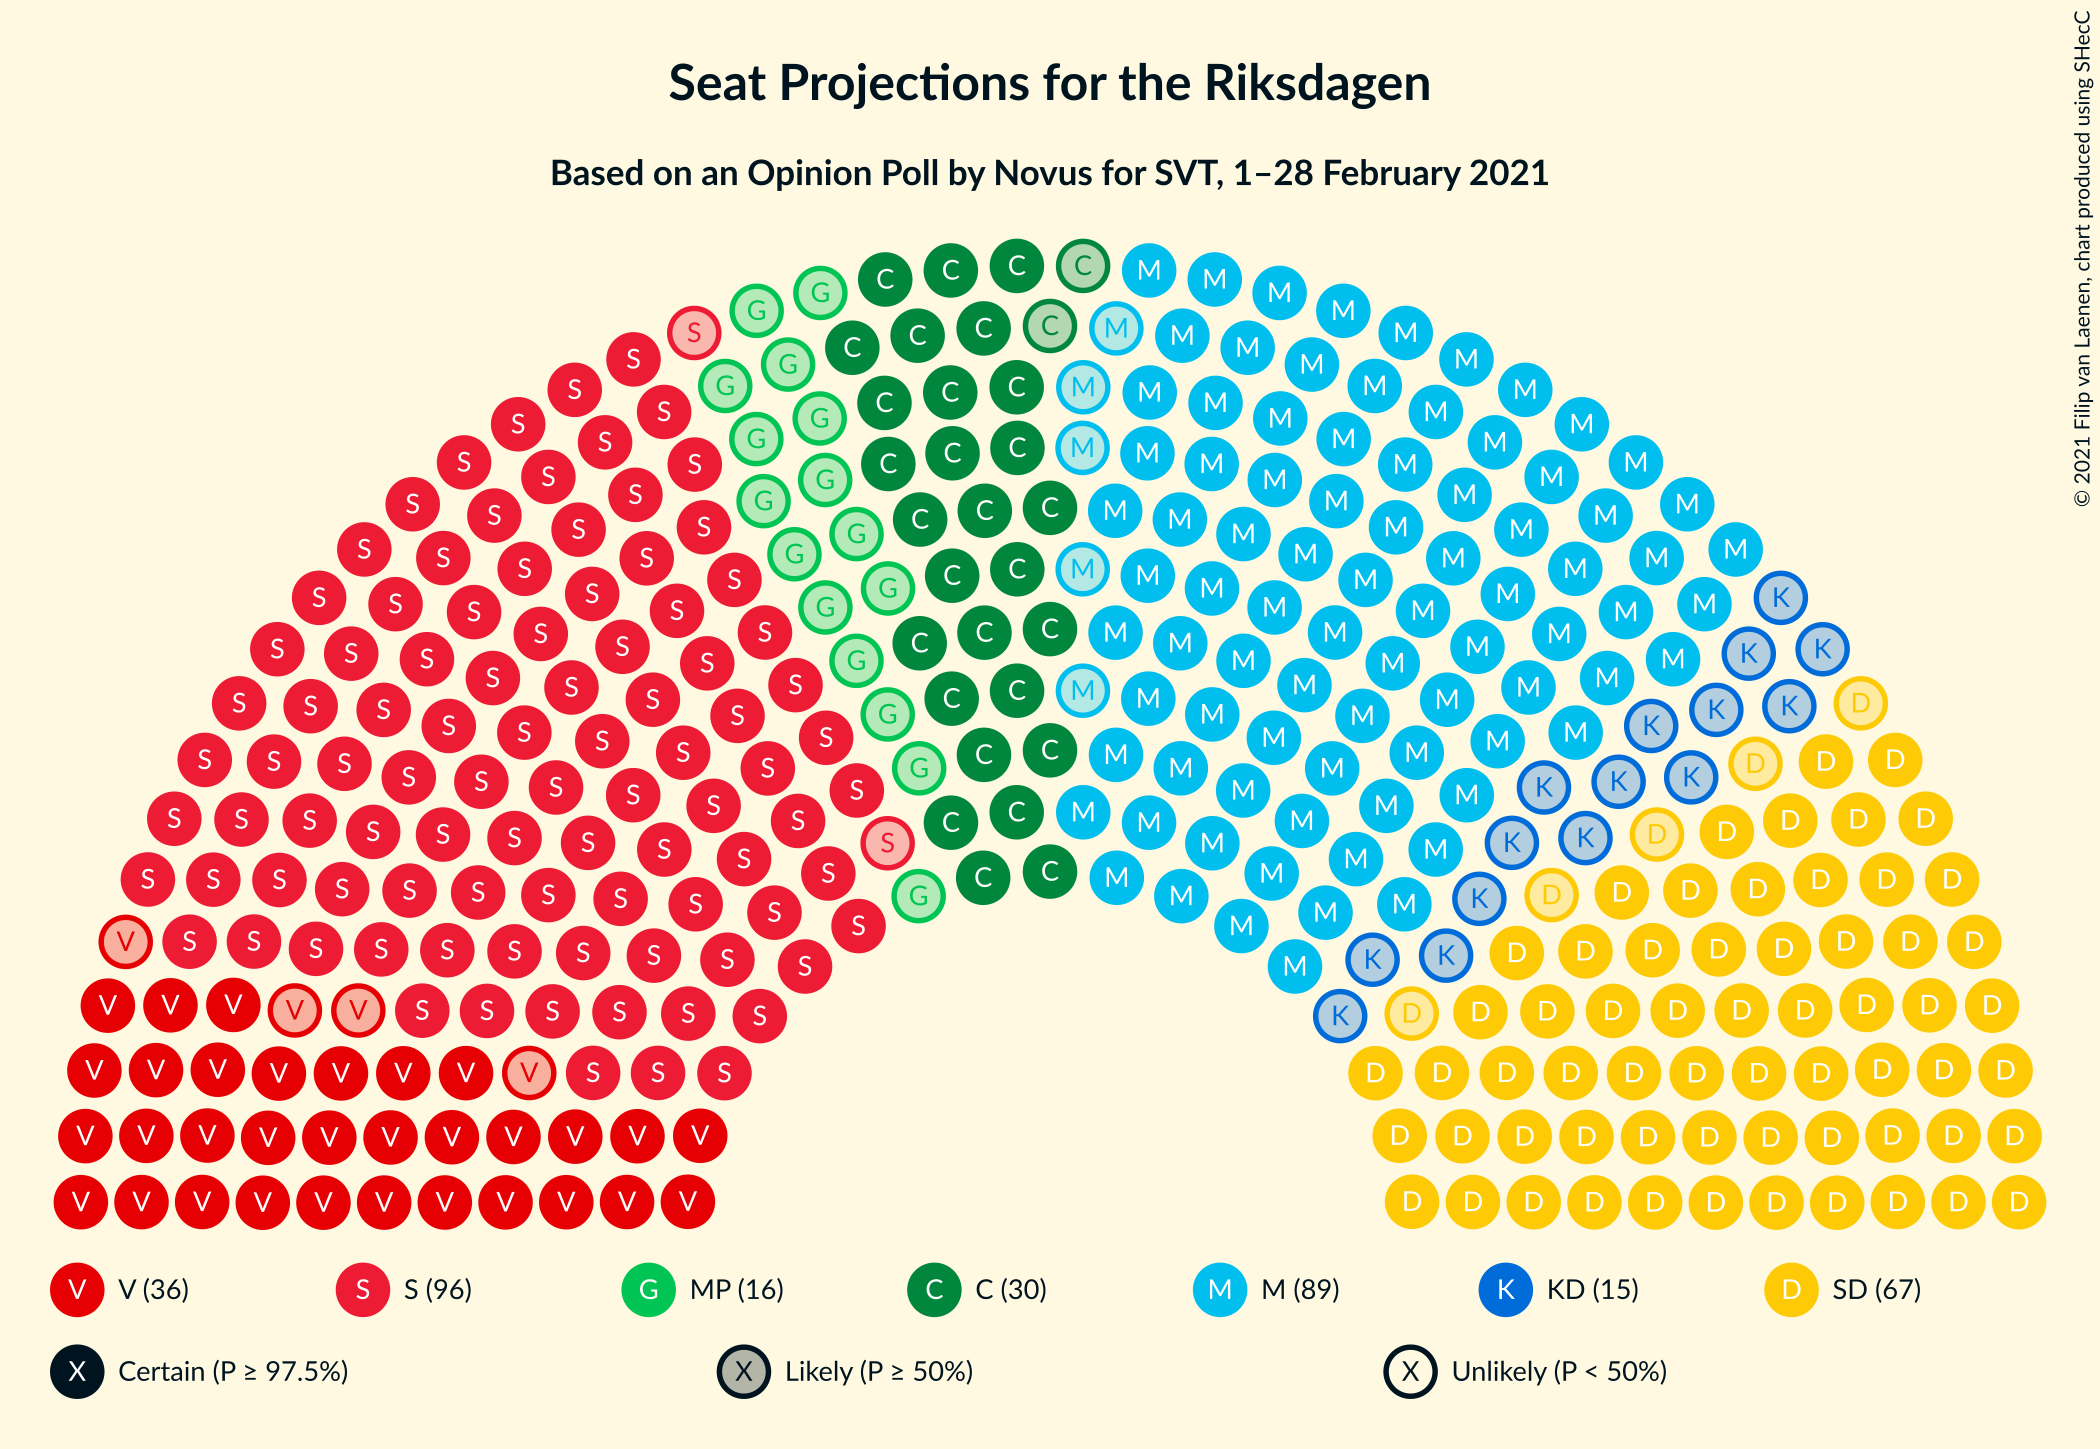 Seat Projections for the Riksdagen
Based on an Opinion Poll by Novus for SVT, 1–28 February 2021
© 2021 Filip van Laenen, chart produced using SHecC
V V (36) S S (96) G MP (16) C C (30) M M (89) K KD (15) D SD (67)
X Certain (P ≥ 97.5%) X Likely (P ≥ 50%) X Unlikely (P < 50%)